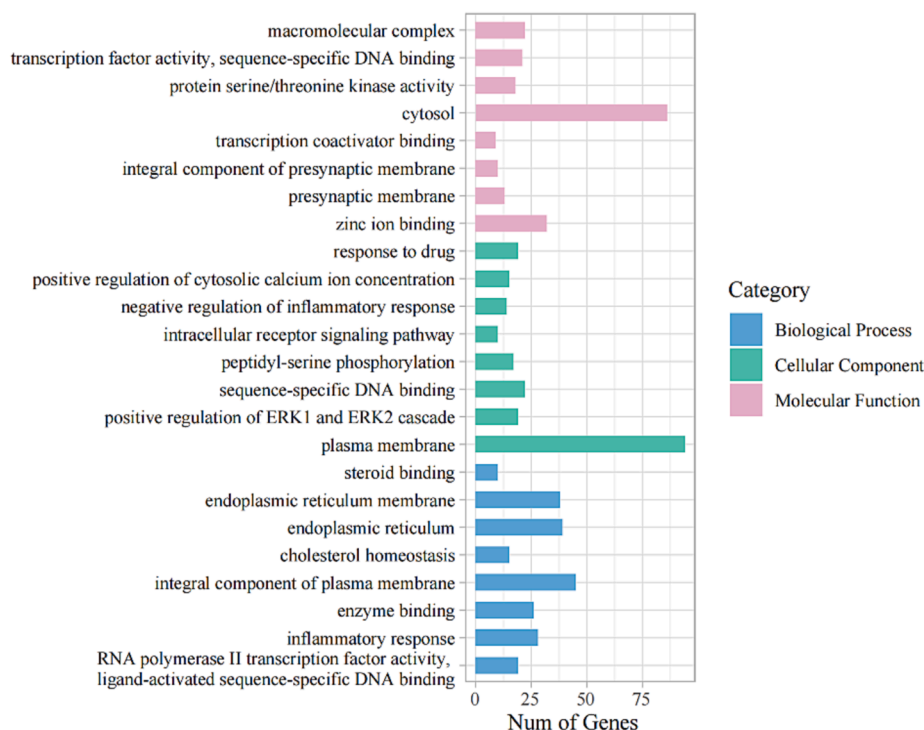 macromolecular complex
transcription factor activity, sequence-specific DNA binding
protein serine/threonine kinase activity
cytosol
transcription coactivator binding
integral component of presynaptic membrane
presynaptic membrane
zinc ion binding
response to drug
positive regulation of cytosolic calcium ion concentration
negative regulation of inflammatory response
intracellular receptor signaling pathway
peptidyl-serine phosphorylation
sequence-specific DNA binding
positive regulation of ERK1 and ERK2 cascade
plasma membrane
steroid binding
endoplasmic reticulum membrane
endoplasmic reticulum
cholesterol homeostasis
integral component of plasma membrane
enzyme binding
inflammatory response
RNA polymerase II transcription factor activity,
ligand-activated sequence-specific DNA binding
0 25 50 75
Num of Genes
Category
Biological Process
Cellular Component
Molecular Function